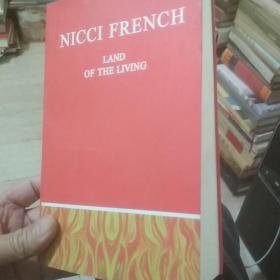 NICCI FRENCH
LAND
OF THE LIVING